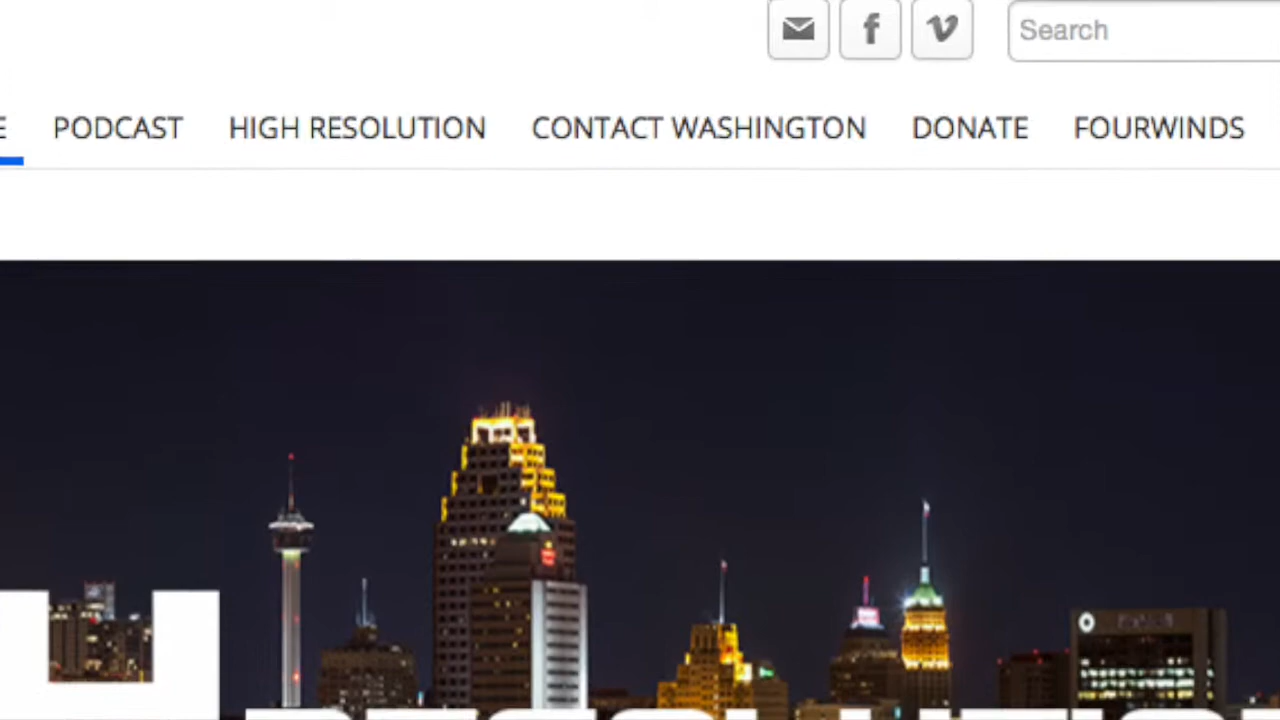 Search
E PODCAST HIGH RESOLUTION CONTACT WASHINGTON DONATE FOURWINDS
H